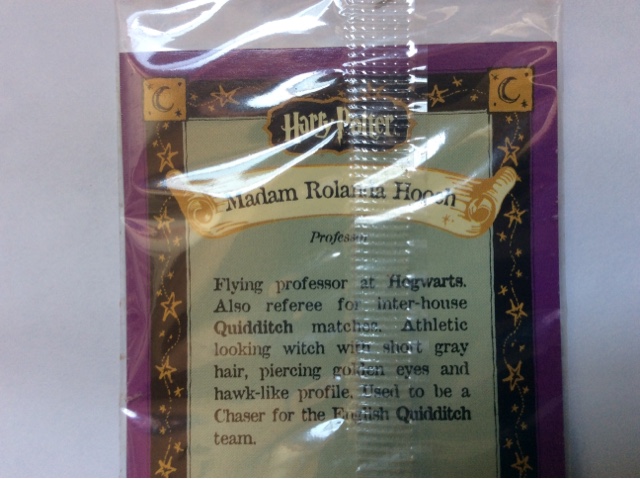 Harry Potter
Madam Rolanda Hooch
Professor
Flying professor at Hogwarts.
Also referee for inter-house
Quidditch matches. Athletic
looking witch with short gray
hair, piercing golden eyes and
hawk-like profile. Used to be a
Chaser for the English Quidditch
team.